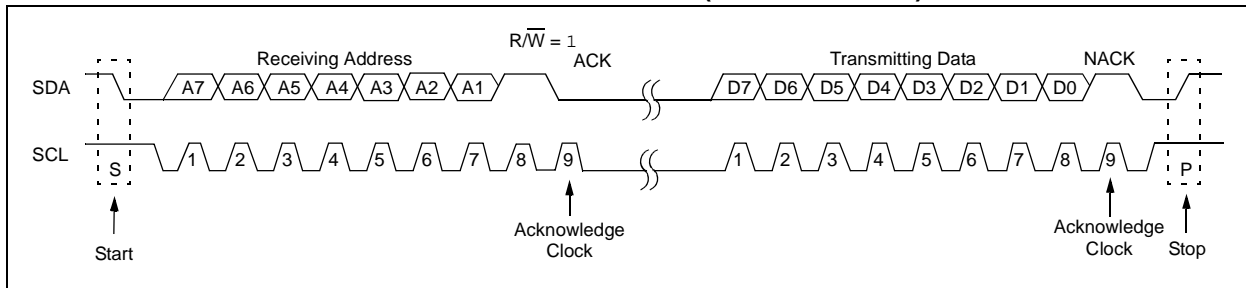 R/W = 1
Receiving Address
ACK
Transmitting Data
NACK
SDA
A7 A6 A5 A4 A3 A2 A1
D7 D6 D5 D4 D3 D2 D1 D0
SCL
S
1 2 3 4 5 6 7 8 9
1 2 3 4 5 6 7 8 9
P
Start
Acknowledge
Clock
Acknowledge
Clock
Stop